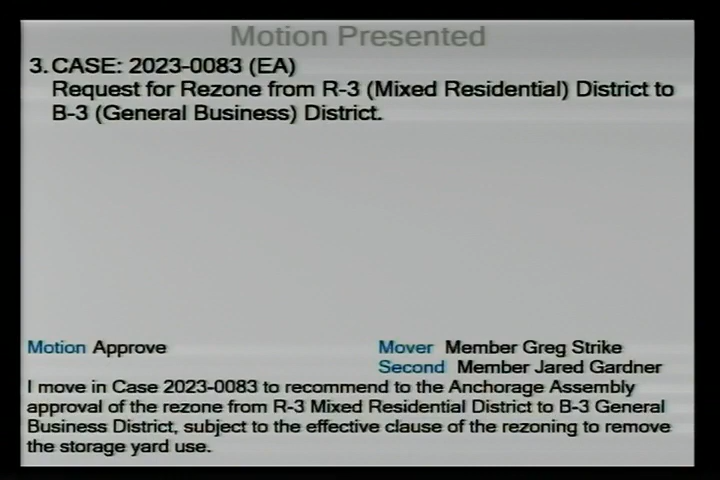 Motion Presented
3. CASE: 2023-0083 (EA)
Request for Rezone from R-3 (Mixed Residential) District to
B-3 (General Business) District.
Motion Approve
Mover Member Greg Strike
Second Member Jared Gardner
I move in Case 2023-0083 to recommend to the Anchorage Assembly
approval of the rezone from R-3 Mixed Residential District to B-3 General
Business District, subject to the effective clause of the rezoning to remove
the storage yard use.